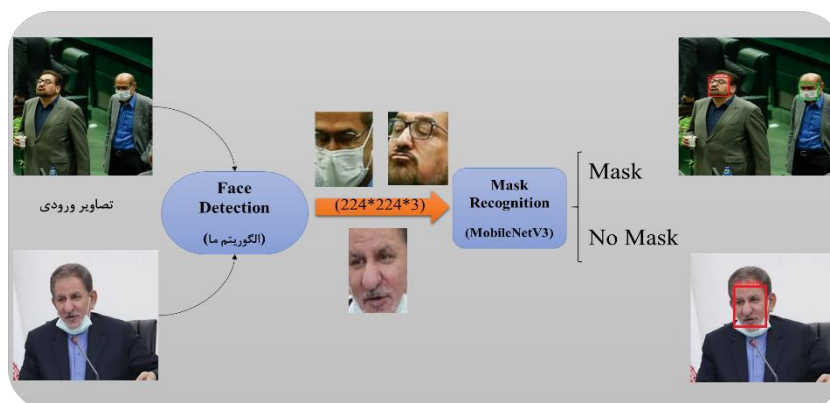 تصاویر ورودی
Face
Detection
(الگوریتم ما)
(224*224*3)
Mask
Recognition
(MobileNetV3)
Mask
No Mask